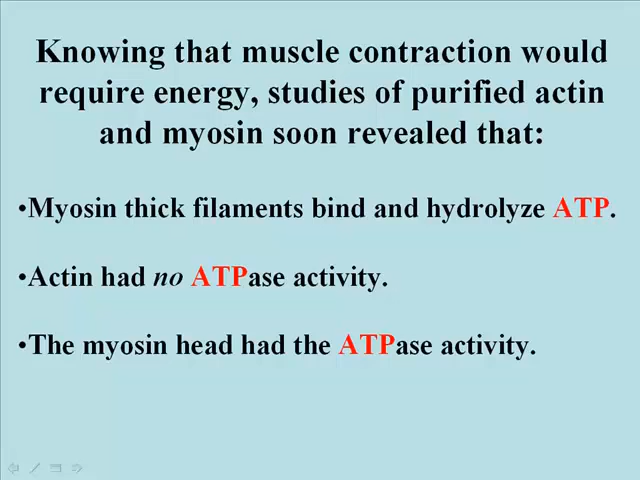 Knowing that muscle contraction would
require energy, studies of purified actin
and myosin soon revealed that:
•Myosin thick filaments bind and hydrolyze ATP.
•Actin had no ATPase activity.
•The myosin head had the ATPase activity.